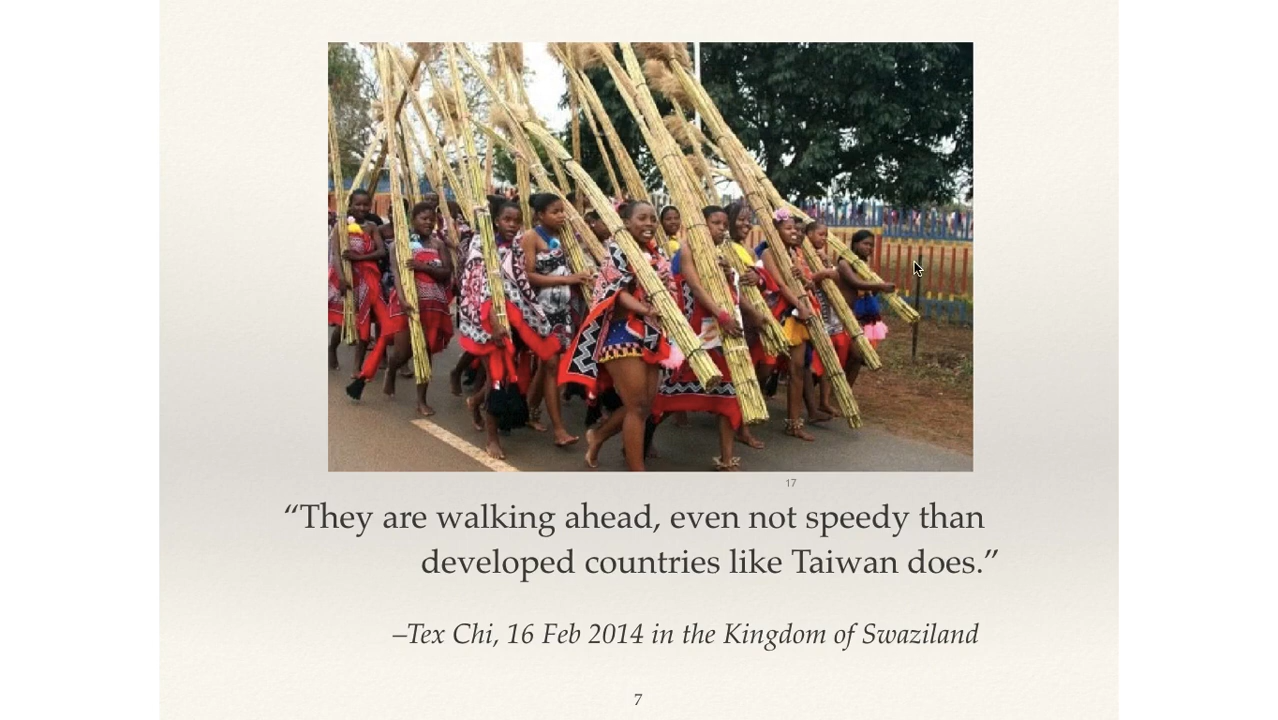 17
“They are walking ahead, even not speedy than
developed countries like Taiwan does.”
–Tex Chi, 16 Feb 2014 in the Kingdom of Swaziland
7